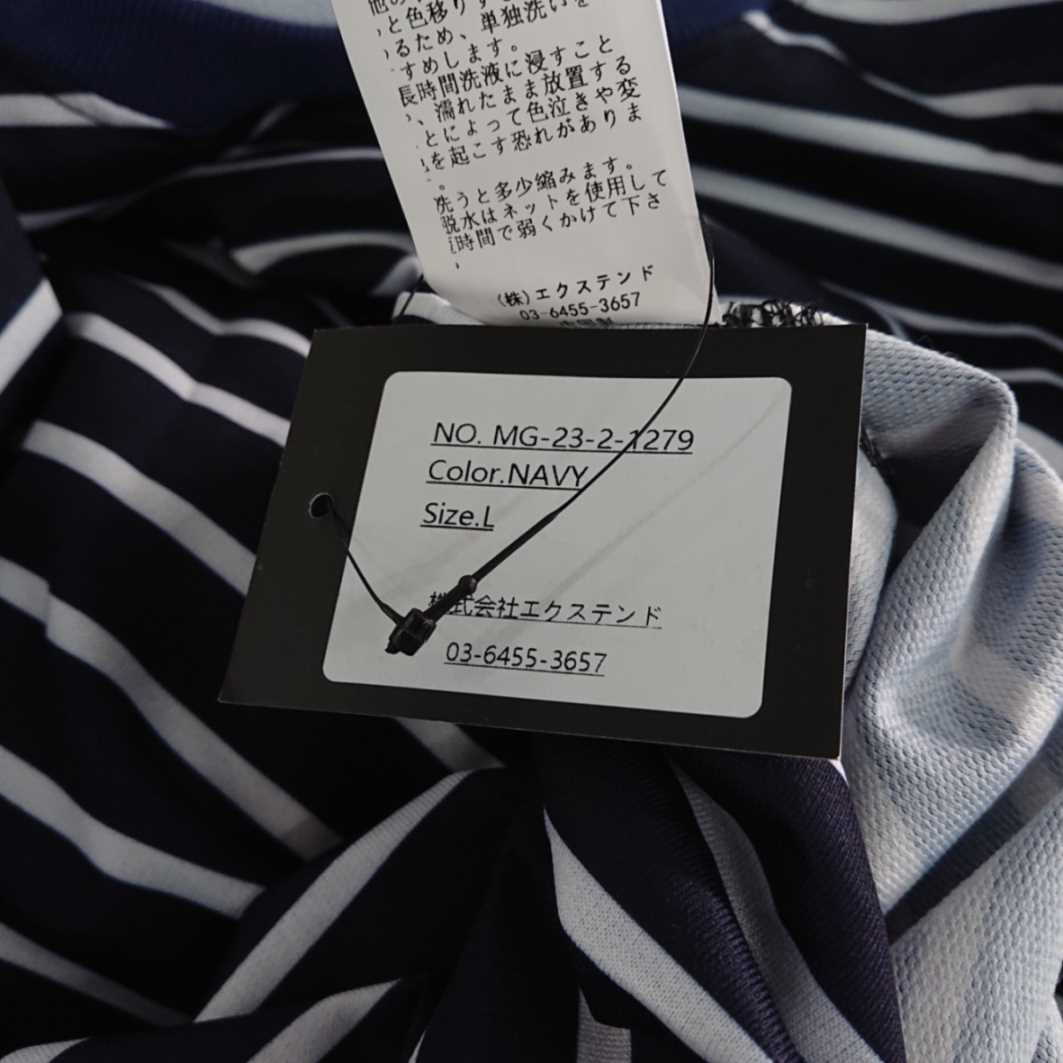 と色移り
るため、単独洗いを
すめします。
長時間洗液に浸すこと
、濡れたまま放置する
とによって色泣きや変
を起こす恐れがありま
。
洗うと多少縮みます。
脱水はネットを使用して
時間で弱くかけて下さ
(株)エクステンド
03-6455-3657
NO. MG-23-2-1279
Color.NAVY
Size.L
株式会社エクステンド
03-6455-3657